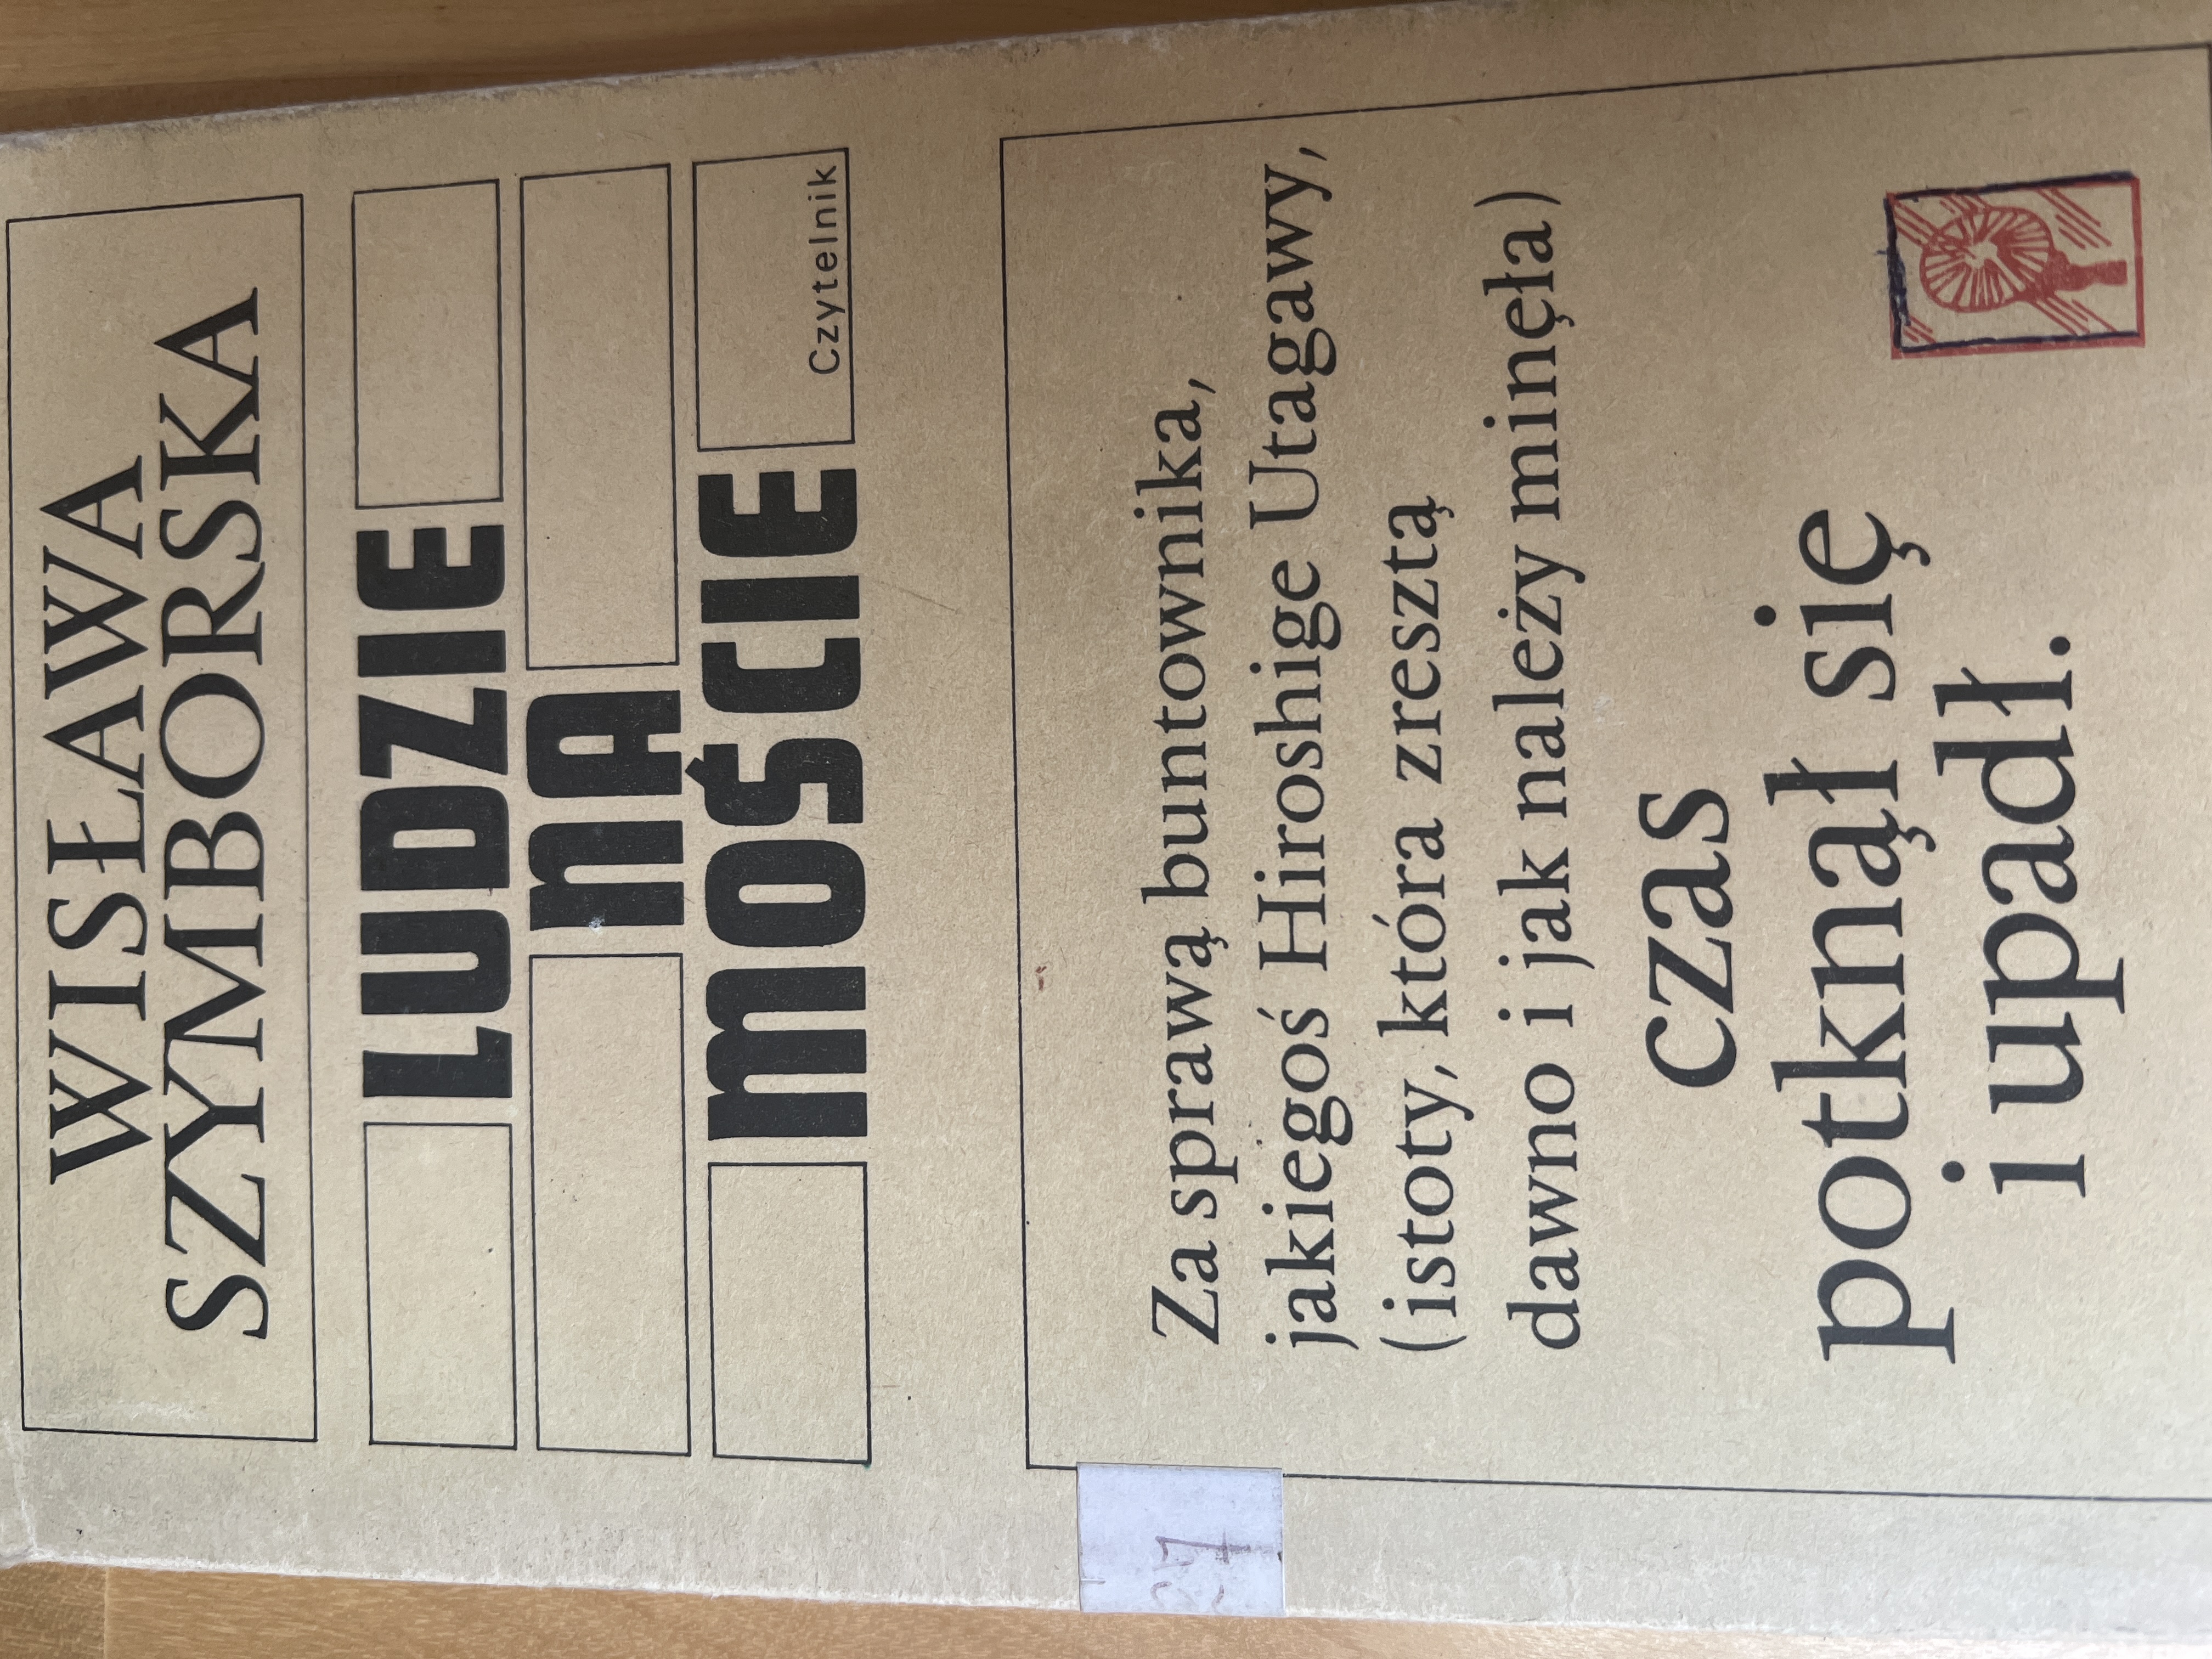 WISŁAWA
SZYMBORSKA
LUDZIE
NA
MOŚCIE
Czytelnik
Za sprawą buntownika,
jakiegoś Hiroshige Utagawy,
(istoty, która zresztą
dawno i jak należy minęła)
czas
potknął się
i upadł.
27